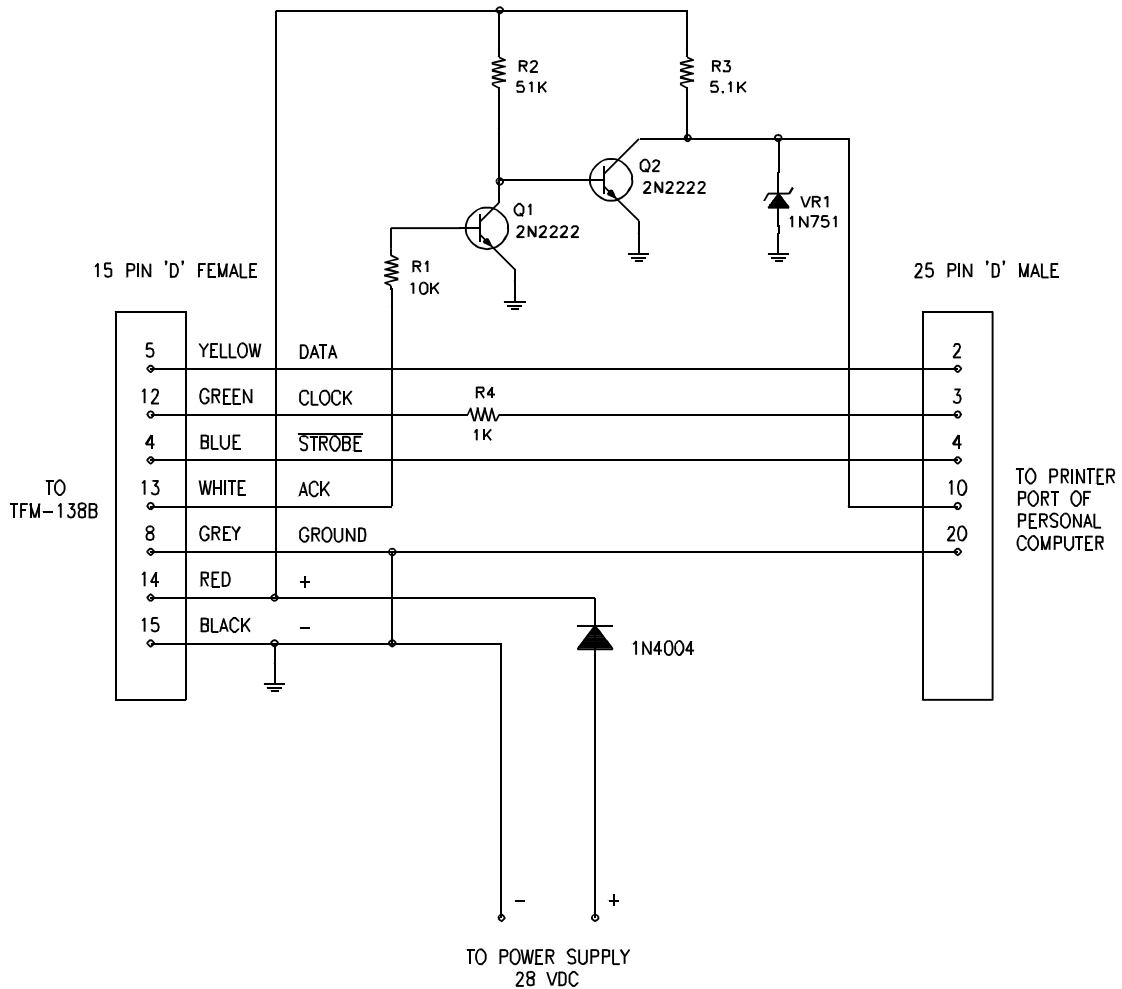 R2
51K
R3
5.1K
Q2
2N2222
Q1
2N2222
VR1
1N751
R1
10K
15 PIN 'D' FEMALE
25 PIN 'D' MALE
5 YELLOW DATA 2
12 GREEN CLOCK R4 3
1K
4 BLUE STROBE 4
13 WHITE ACK 10
8 GREY GROUND 20
14 RED +
15 BLACK -
TO
TFM-138B
TO PRINTER
PORT OF
PERSONAL
COMPUTER
1N4004
- +
TO POWER SUPPLY
28 VDC